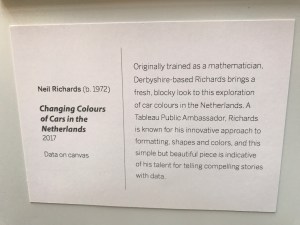 Neil Richards (b. 1972)
Changing Colours
of Cars in the
Netherlands
2017
Data on canvas
Originally trained as a mathematician,
Derbyshire-based Richards brings a
fresh, blocky look to this exploration
of car colours in the Netherlands. A
Tableau Public Ambassador, Richards
is known for his innovative approach to
formatting, shapes and colors, and this
simple but beautiful piece is indicative
of his talent for telling compelling stories
with data.